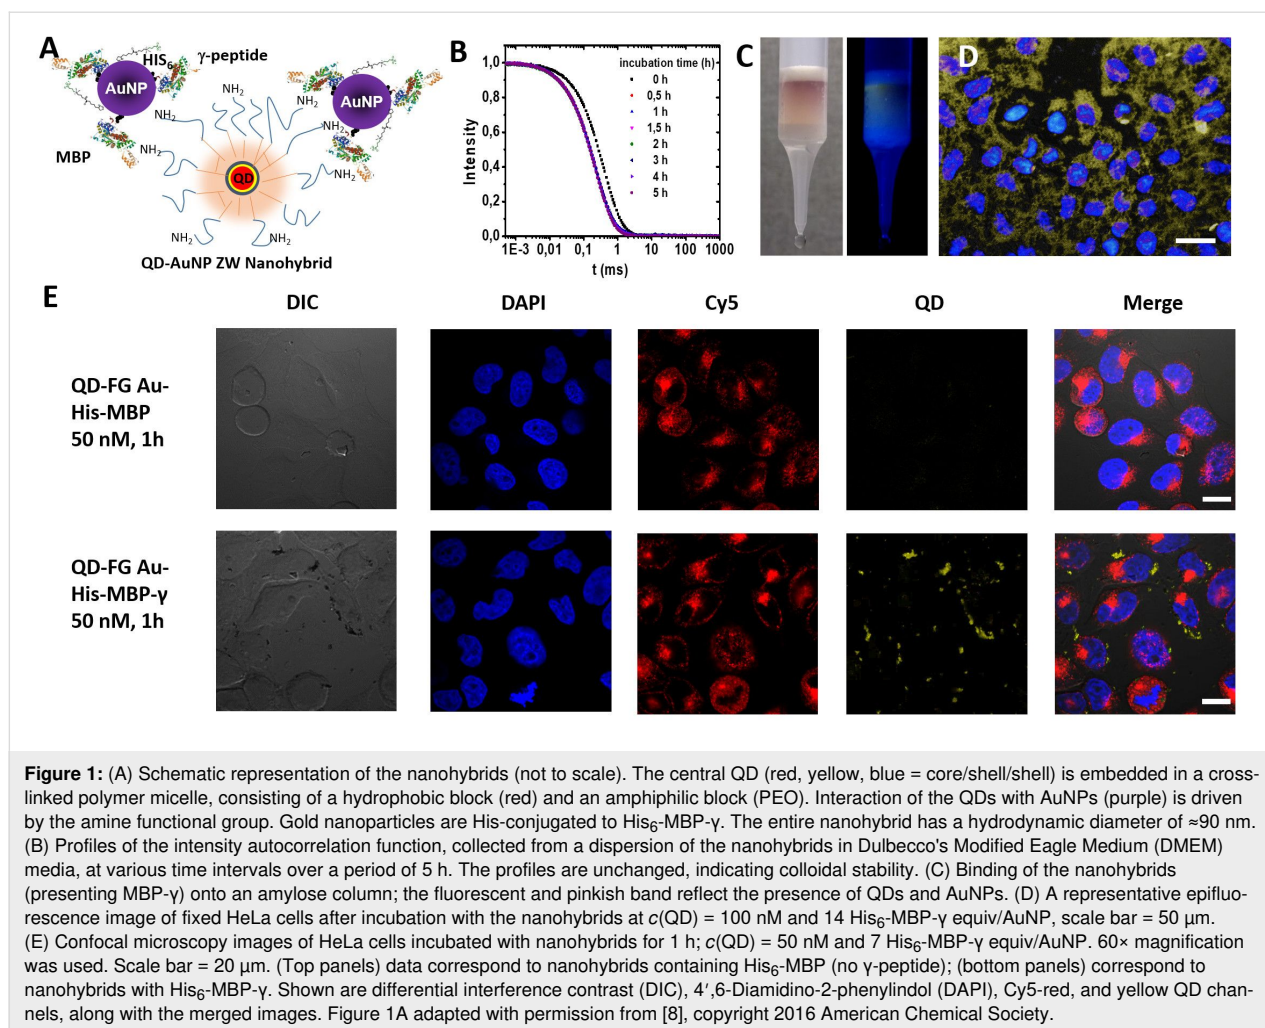 A
HIS6
γ-peptide
AuNP
NH2
NH2
NH2
AuNP
NH2
NH2
MBP
NH2
QD
NH2
NH2
NH2
QD-AuNP ZW Nanohybrid
B
Intensity
1,0
0,8
0,6
0,4
0,2
0,0
incubation time (h)
0 h
0,5 h
1 h
1,5 h
2 h
3 h
4 h
5 h
1E-3 0,01 0,1 1 10 100 1000
t (ms)
C
D
E
DIC DAPI Cy5 QD Merge
QD-FG Au-
His-MBP
50 nM, 1h
QD-FG Au-
His-MBP-γ
50 nM, 1h
Figure 1: (A) Schematic representation of the nanohybrids (not to scale). The central QD (red, yellow, blue = core/shell/shell) is embedded in a cross-
linked polymer micelle, consisting of a hydrophobic block (red) and an amphiphilic block (PEO). Interaction of the QDs with AuNPs (purple) is driven
by the amine functional group. Gold nanoparticles are His-conjugated to His6-MBP-γ. The entire nanohybrid has a hydrodynamic diameter of ≈90 nm.
(B) Profiles of the intensity autocorrelation function, collected from a dispersion of the nanohybrids in Dulbecco's Modified Eagle Medium (DMEM)
media, at various time intervals over a period of 5 h. The profiles are unchanged, indicating colloidal stability. (C) Binding of the nanohybrids
(presenting MBP-γ) onto an amylose column; the fluorescent and pinkish band reflect the presence of QDs and AuNPs. (D) A representative epifluo-
rescence image of fixed HeLa cells after incubation with the nanohybrids at c(QD) = 100 nM and 14 His6-MBP-γ equiv/AuNP, scale bar = 50 μm.
(E) Confocal microscopy images of HeLa cells incubated with nanohybrids for 1 h; c(QD) = 50 nM and 7 His6-MBP-γ equiv/AuNP. 60× magnification
was used. Scale bar = 20 μm. (Top panels) data correspond to nanohybrids containing His6-MBP (no γ-peptide); (bottom panels) correspond to
nanohybrids with His6-MBP-γ. Shown are differential interference contrast (DIC), 4′,6-Diamidino-2-phenylindol (DAPI), Cy5-red, and yellow QD chan-
nels, along with the merged images. Figure 1A adapted with permission from [8], copyright 2016 American Chemical Society.